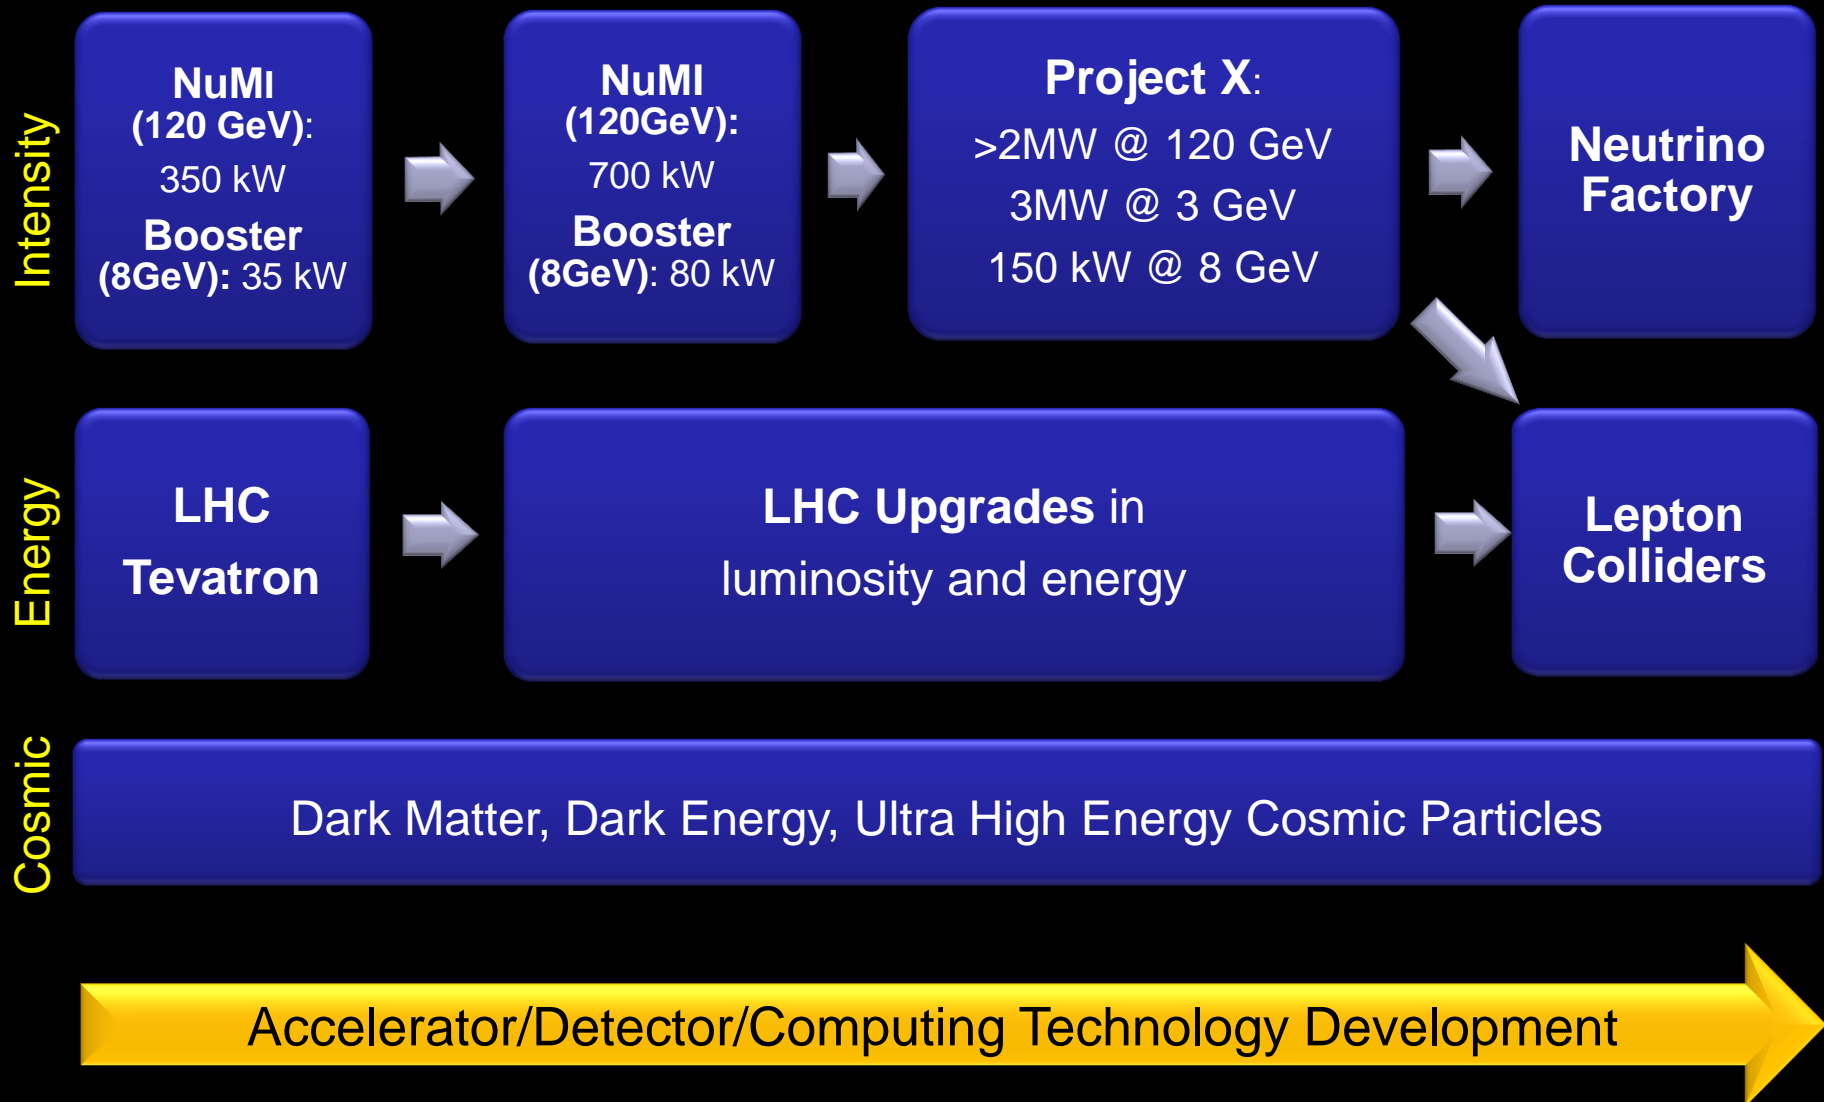 Intensity
NuMI
(120 GeV):
350 kW
Booster
(8GeV): 35 kW
NuMI
(120GeV):
700 kW
Booster
(8GeV): 80 kW
Project X:
>2MW @ 120 GeV
3MW @ 3 GeV
150 kW @ 8 GeV
Neutrino
Factory
Energy
LHC
Tevatron
LHC Upgrades in
luminosity and energy
Lepton
Colliders
Cosmic
Dark Matter, Dark Energy, Ultra High Energy Cosmic Particles
Accelerator/Detector/Computing Technology Development